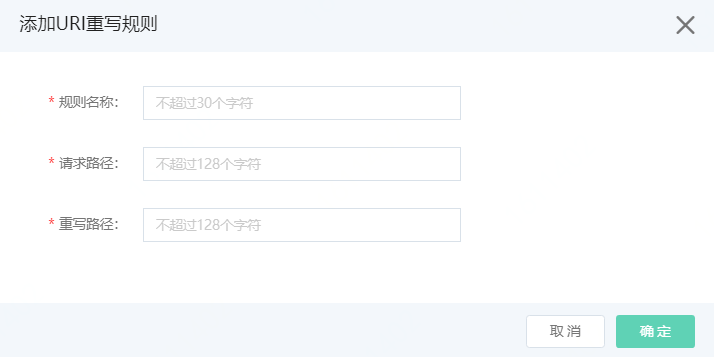 添加URI重写规则
* 规则名称: 不超过30个字符
* 请求路径: 不超过128个字符
* 重写路径: 不超过128个字符
取消 确定